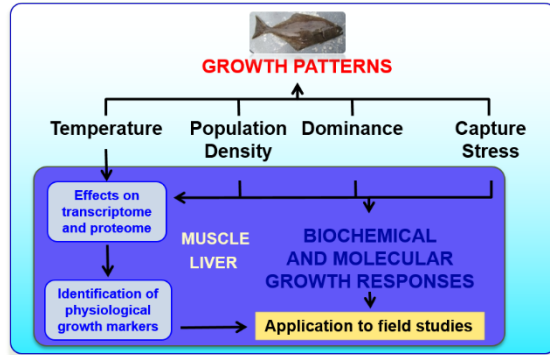 GROWTH PATTERNS
Temperature
Population
Density
Dominance
Capture
Stress
Effects on
transcriptome
and proteome
MUSCLE
LIVER
BIOCHEMICAL
AND MOLECULAR
GROWTH RESPONSES
Identification of
physiological
growth markers
Application to field studies